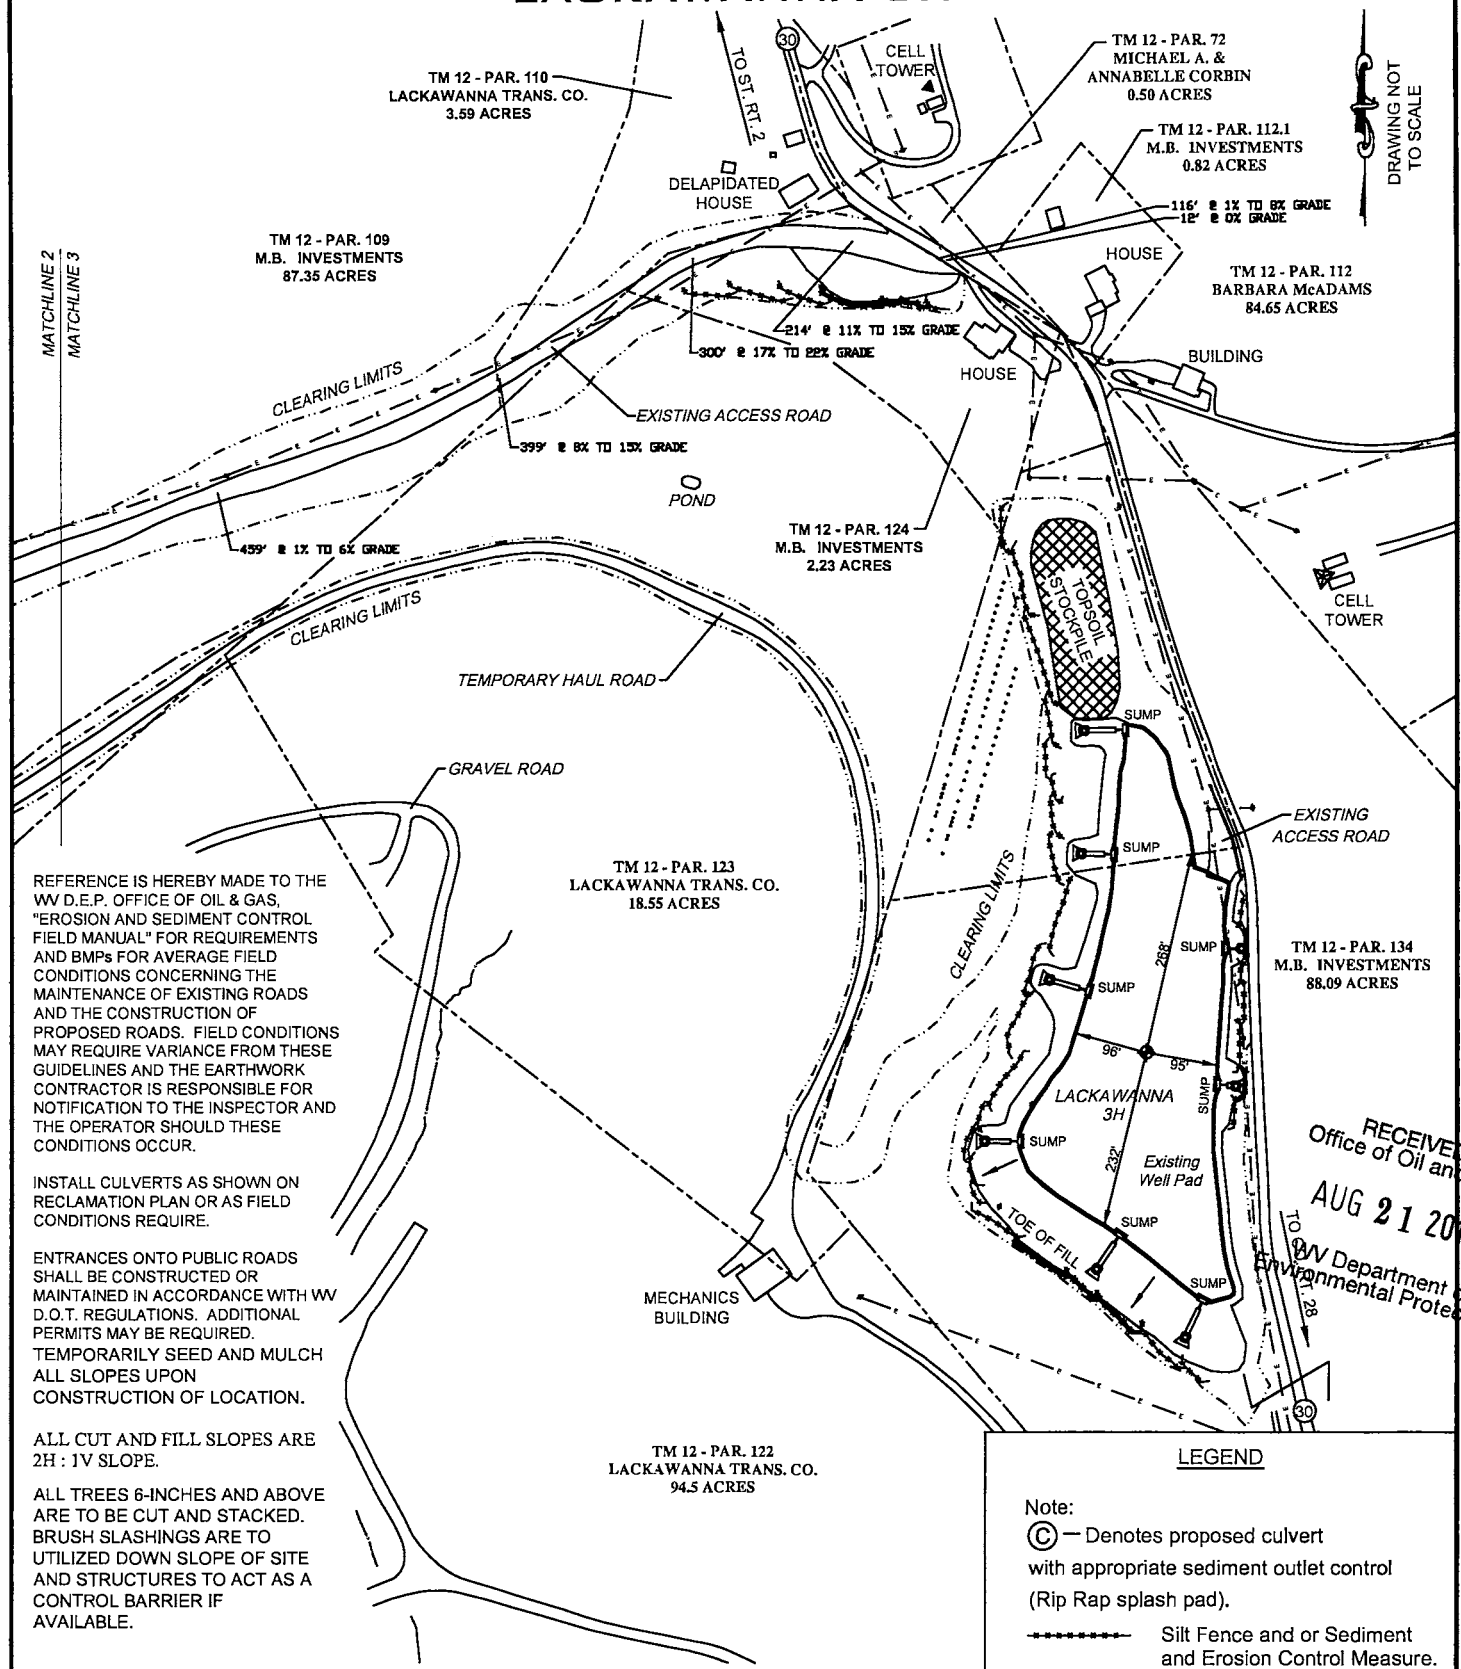 30
CELL
TOWER
TO ST. RT. 2
TM 12 - PAR. 72
MICHAEL A. &
ANNABELLE CORBIN
0.50 ACRES
TM 12 - PAR. 110
LACKAWANNA TRANS. CO.
3.59 ACRES
DRAWING NOT
TO SCALE
TM 12 - PAR. 112.1
M.B. INVESTMENTS
0.82 ACRES
DELAPIDATED
HOUSE
116' @ 1% TO 8% GRADE
12' @ 0% GRADE
TM 12 - PAR. 109
M.B. INVESTMENTS
87.35 ACRES
HOUSE
TM 12 - PAR. 112
BARBARA McADAMS
84.65 ACRES
MATCHLINE 2
MATCHLINE 3
214' @ 11% TO 15% GRADE
300' @ 17% TO 22% GRADE
HOUSE
BUILDING
CLEARING LIMITS
EXISTING ACCESS ROAD
399' @ 8% TO 15% GRADE
POND
TM 12 - PAR. 124
M.B. INVESTMENTS
2.23 ACRES
459' @ 1% TO 6% GRADE
TOPSOIL
STOCKPILE
CELL
TOWER
CLEARING LIMITS
TEMPORARY HAUL ROAD
SUMP
GRAVEL ROAD
EXISTING
ACCESS ROAD
SUMP
TM 12 - PAR. 123
LACKAWANNA TRANS. CO.
18.55 ACRES
CLEARING LIMITS
268'
SUMP
TM 12 - PAR. 134
M.B. INVESTMENTS
88.09 ACRES
SUMP
96'
95'
LACKAWANNA
3H
SUMP
SUMP
232'
Existing
Well Pad
TOE OF FILL
SUMP
SUMP
TO
RT. 28
RECEIVE
Office of Oil an
AUG 21 20
WV Department
Environmental Prote
MECHANICS
BUILDING
30
TM 12 - PAR. 122
LACKAWANNA TRANS. CO.
94.5 ACRES
REFERENCE IS HEREBY MADE TO THE
WV D.E.P. OFFICE OF OIL & GAS,
"EROSION AND SEDIMENT CONTROL
FIELD MANUAL" FOR REQUIREMENTS
AND BMPs FOR AVERAGE FIELD
CONDITIONS CONCERNING THE
MAINTENANCE OF EXISTING ROADS
AND THE CONSTRUCTION OF
PROPOSED ROADS. FIELD CONDITIONS
MAY REQUIRE VARIANCE FROM THESE
GUIDELINES AND THE EARTHWORK
CONTRACTOR IS RESPONSIBLE FOR
NOTIFICATION TO THE INSPECTOR AND
THE OPERATOR SHOULD THESE
CONDITIONS OCCUR.
INSTALL CULVERTS AS SHOWN ON
RECLAMATION PLAN OR AS FIELD
CONDITIONS REQUIRE.
ENTRANCES ONTO PUBLIC ROADS
SHALL BE CONSTRUCTED OR
MAINTAINED IN ACCORDANCE WITH WV
D.O.T. REGULATIONS. ADDITIONAL
PERMITS MAY BE REQUIRED.
TEMPORARILY SEED AND MULCH
ALL SLOPES UPON
CONSTRUCTION OF LOCATION.
ALL CUT AND FILL SLOPES ARE
2H : 1V SLOPE.
ALL TREES 6-INCHES AND ABOVE
ARE TO BE CUT AND STACKED.
BRUSH SLASHINGS ARE TO
UTILIZED DOWN SLOPE OF SITE
AND STRUCTURES TO ACT AS A
CONTROL BARRIER IF
AVAILABLE.
LEGEND
Note:
C — Denotes proposed culvert
with appropriate sediment outlet control
(Rip Rap splash pad).
Silt Fence and or Sediment
and Erosion Control Measure.